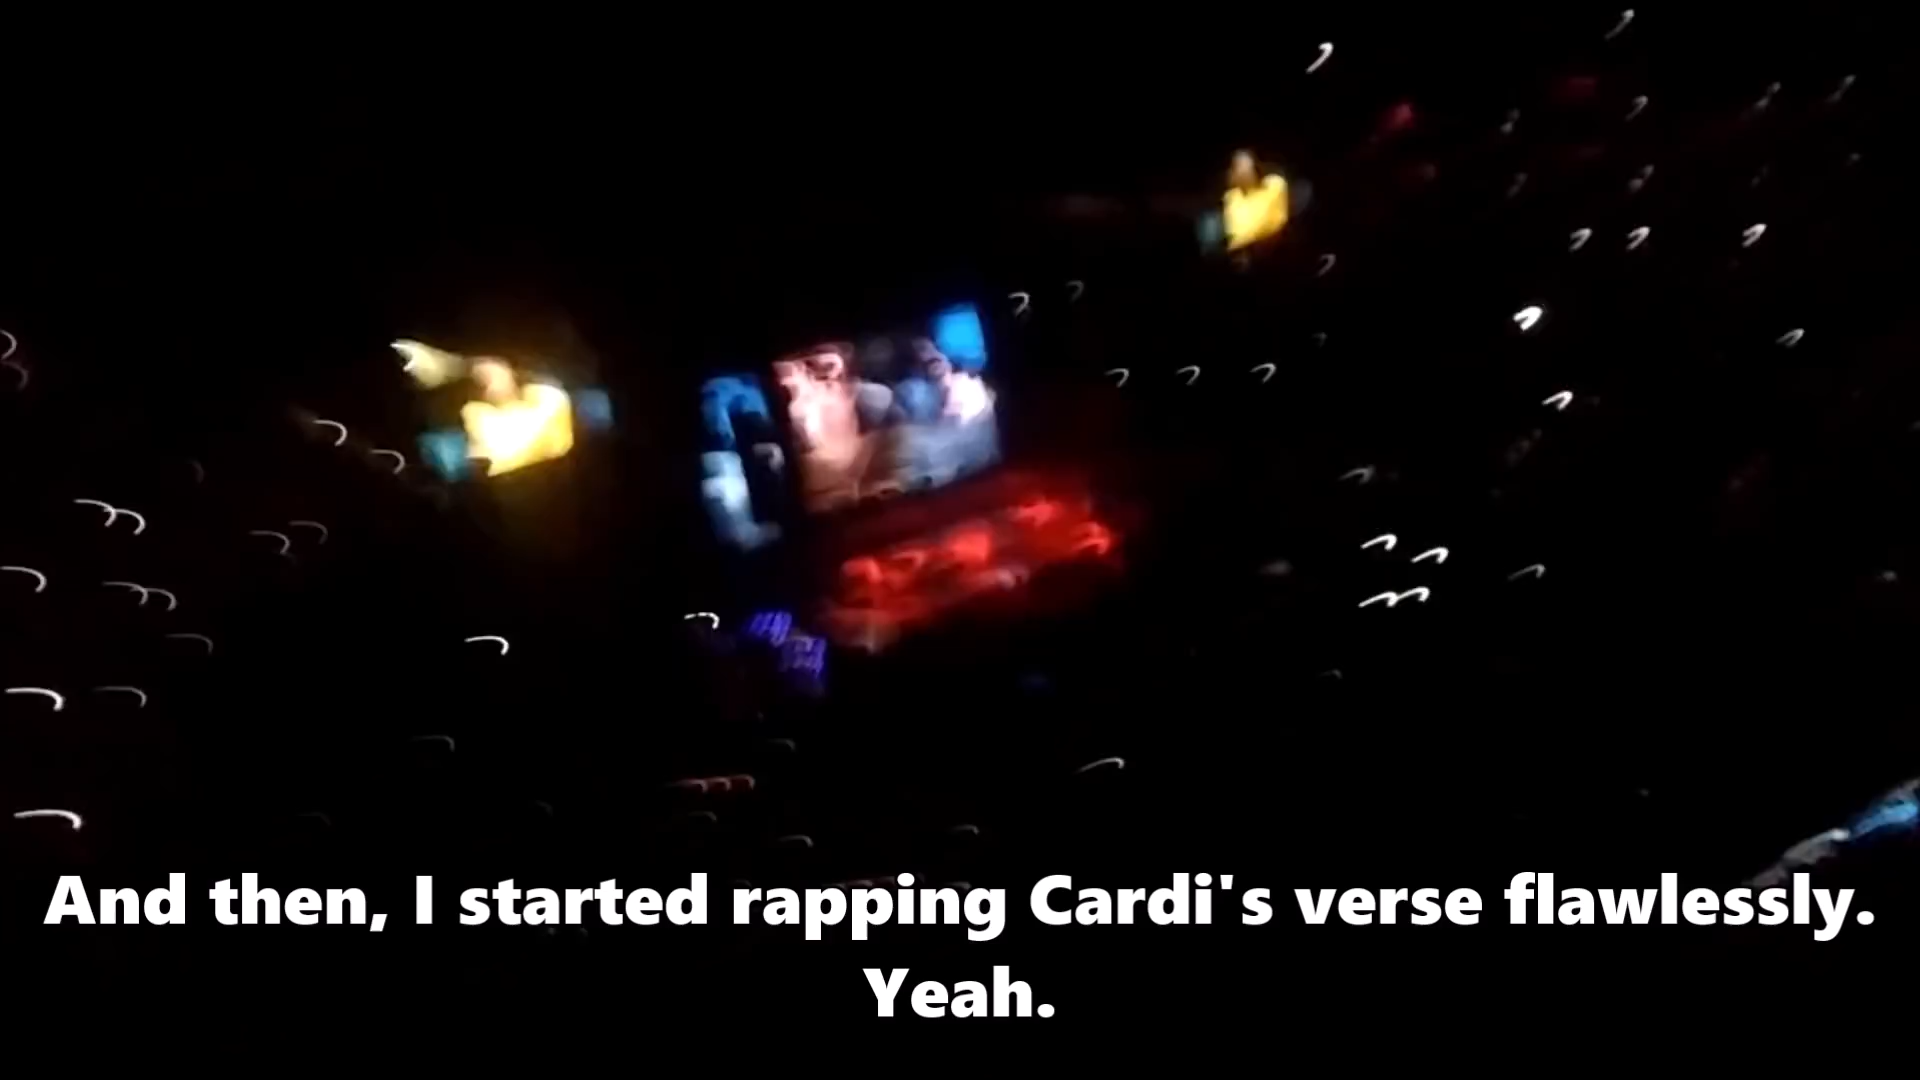 And then, I started rapping Cardi's verse flawlessly.
Yeah.